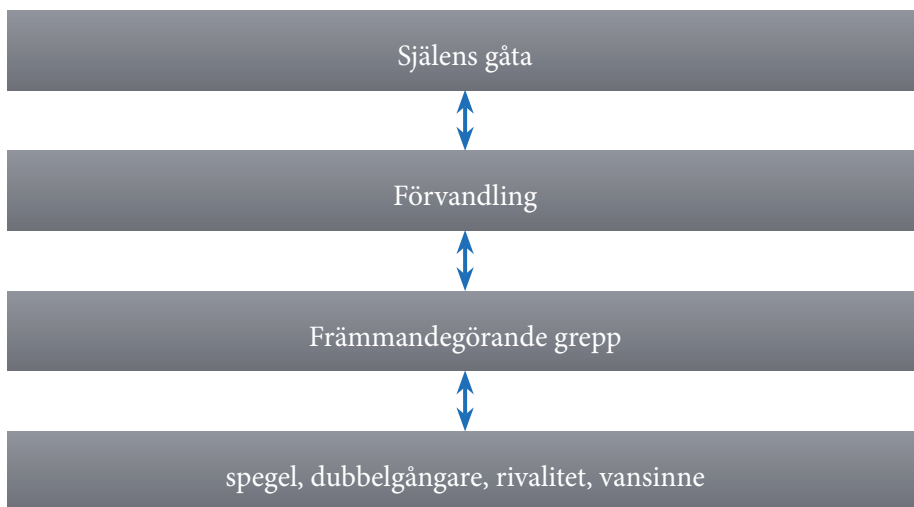 Själens gåta
Förvandling
Främmandegörande grepp
spegel, dubbelgångare, rivalitet, vansinne